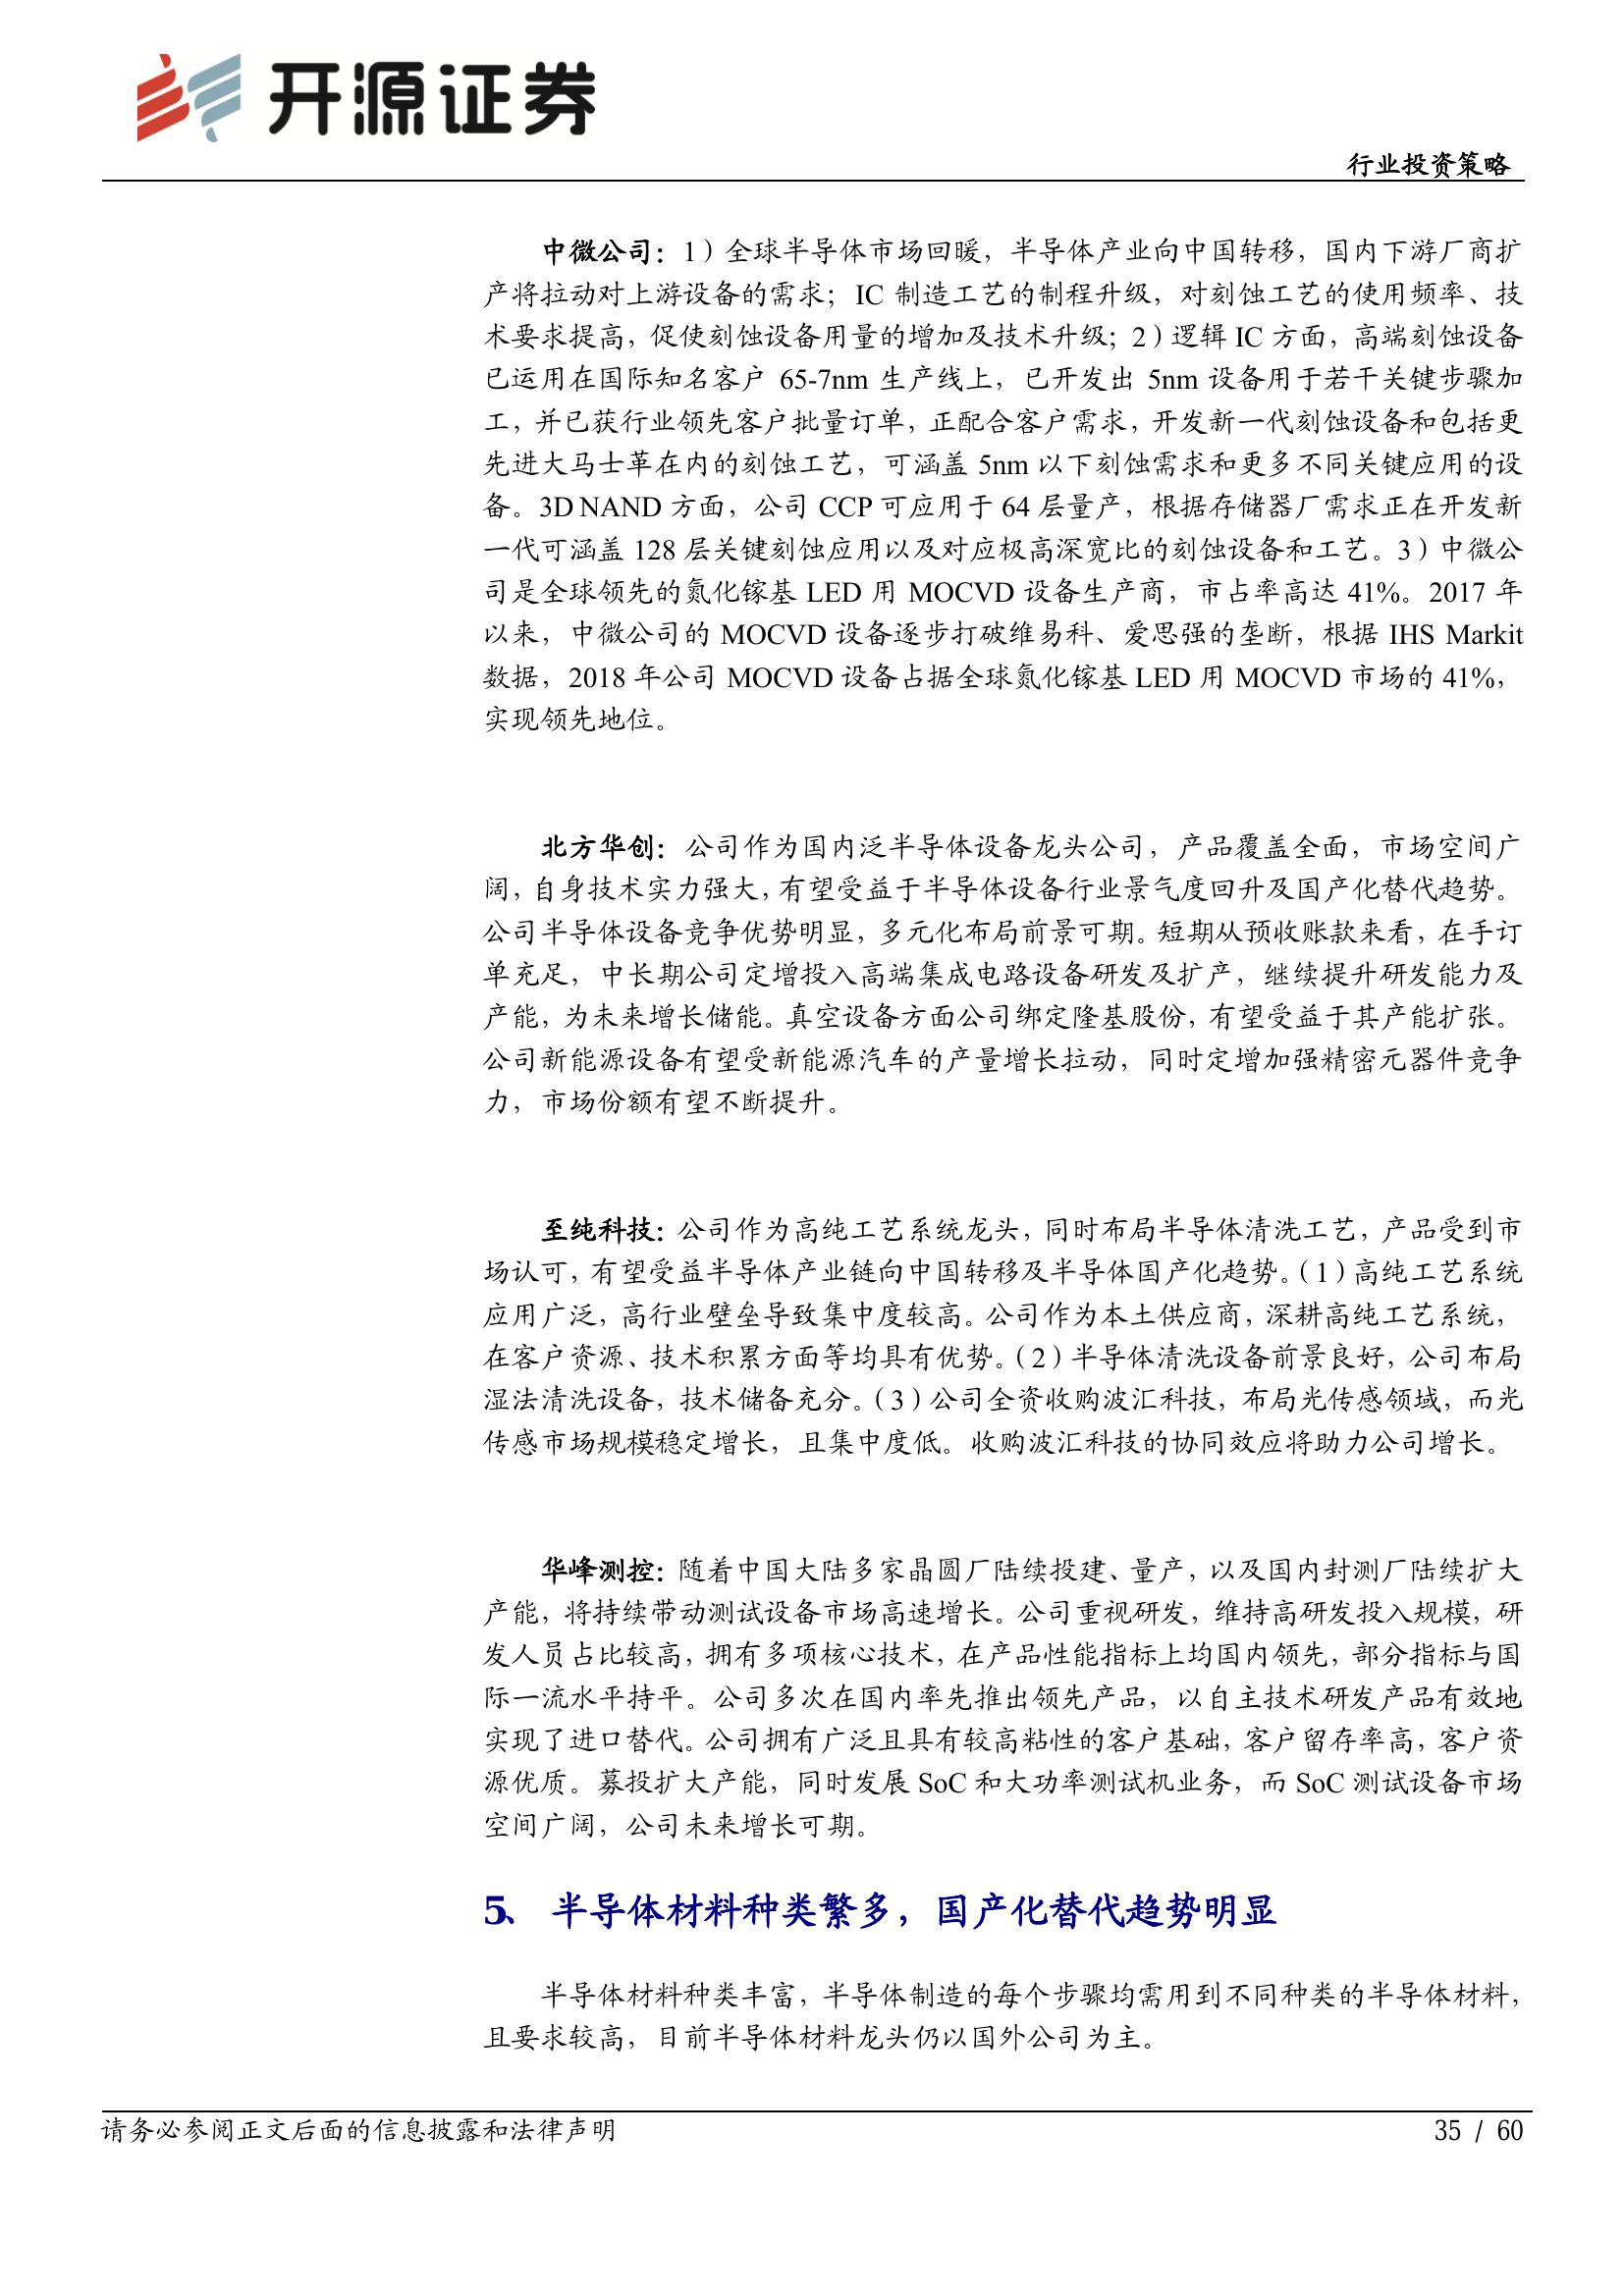 开源证券
行业投资策略
中微公司：1）全球半导体市场回暖，半导体产业向中国转移，国内下游厂商扩
产将拉动对上游设备的需求；IC 制造工艺的制程升级，对刻蚀工艺的使用频率、技
术要求提高，促使刻蚀设备用量的增加及技术升级；2）逻辑 IC 方面，高端刻蚀设备
已运用在国际知名客户 65-7nm 生产线上，已开发出 5nm 设备用于若干关键步骤加
工，并已获行业领先客户批量订单，正配合客户需求，开发新一代刻蚀设备和包括更
先进大马士革在内的刻蚀工艺，可涵盖 5nm 以下刻蚀需求和更多不同关键应用的设
备。3D NAND 方面，公司 CCP 可应用于 64 层量产，根据存储器厂需求正在开发新
一代可涵盖 128 层关键刻蚀应用以及对应极高深宽比的刻蚀设备和工艺。3）中微公
司是全球领先的氮化镓基 LED 用 MOCVD 设备生产商，市占率高达 41%。2017 年
以来，中微公司的 MOCVD 设备逐步打破维易科、爱思强的垄断，根据 IHS Markit
数据，2018 年公司 MOCVD 设备占据全球氮化镓基 LED 用 MOCVD 市场的 41%，
实现领先地位。
北方华创：公司作为国内泛半导体设备龙头公司，产品覆盖全面，市场空间广
阔，自身技术实力强大，有望受益于半导体设备行业景气度回升及国产化替代趋势。
公司半导体设备竞争优势明显，多元化布局前景可期。短期从预收账款来看，在手订
单充足，中长期公司定增投入高端集成电路设备研发及扩产，继续提升研发能力及
产能，为未来增长储能。真空设备方面公司绑定隆基股份，有望受益于其产能扩张。
公司新能源设备有望受新能源汽车的产量增长拉动，同时定增加强精密元器件竞争
力，市场份额有望不断提升。
至纯科技：公司作为高纯工艺系统龙头，同时布局半导体清洗工艺，产品受到市
场认可，有望受益半导体产业链向中国转移及半导体国产化趋势。（1）高纯工艺系统
应用广泛，高行业壁垒导致集中度较高。公司作为本土供应商，深耕高纯工艺系统，
在客户资源、技术积累方面等均具有优势。（2）半导体清洗设备前景良好，公司布局
湿法清洗设备，技术储备充分。（3）公司全资收购波汇科技，布局光传感领域，而光
传感市场规模稳定增长，且集中度低。收购波汇科技的协同效应将助力公司增长。
华峰测控：随着中国大陆多家晶圆厂陆续投建、量产，以及国内封测厂陆续扩大
产能，将持续带动测试设备市场高速增长。公司重视研发，维持高研发投入规模，研
发人员占比较高，拥有多项核心技术，在产品性能指标上均国内领先，部分指标与国
际一流水平持平。公司多次在国内率先推出领先产品，以自主技术研发产品有效地
实现了进口替代。公司拥有广泛且具有较高粘性的客户基础，客户留存率高，客户资
源优质。募投扩大产能，同时发展 SoC 和大功率测试机业务，而 SoC 测试设备市场
空间广阔，公司未来增长可期。
5、 半导体材料种类繁多，国产化替代趋势明显
半导体材料种类丰富，半导体制造的每个步骤均需用到不同种类的半导体材料，
且要求较高，目前半导体材料龙头仍以国外公司为主。
请务必参阅正文后面的信息披露和法律声明
35 / 60